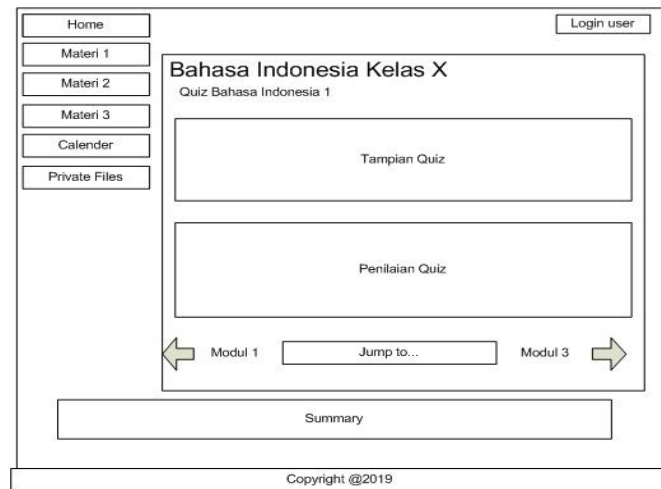 Home
Login user
Materi 1
Materi 2
Materi 3
Calender
Private Files
Bahasa Indonesia Kelas X
Quiz Bahasa Indonesia 1
Tampian Quiz
Penilaian Quiz
Modul 1
Jump to...
Modul 3
Summary
Copyright @2019